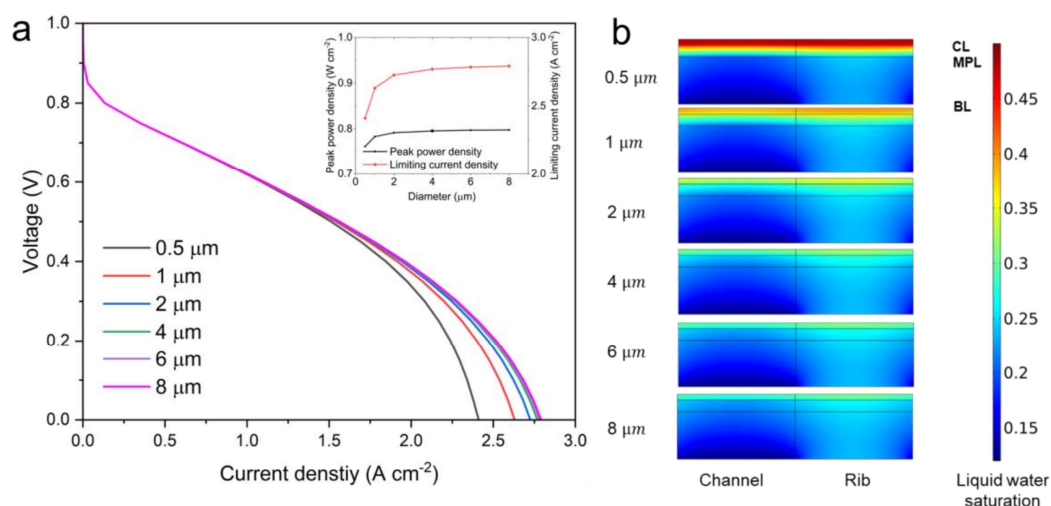 a
Voltage (V)
1.0
0.8
0.6
0.4
0.2
0.0
0.0
0.5
1.0
1.5
2.0
2.5
3.0
Current denstiy (A cm-2)
0.5 μm
1 μm
2 μm
4 μm
6 μm
8 μm
Peak power density (W cm-2)
1.0
0.9
0.8
0.7
Limiting current density (A cm-2)
3.0
2.5
2.0
Peak power density
Limiting current density
0
2
4
6
8
Diameter (μm)
b
0.5 μm
1 μm
2 μm
4 μm
6 μm
8 μm
Channel
Rib
CL
MPL
BL
0.45
0.4
0.35
0.3
0.25
0.2
0.15
Liquid water
saturation